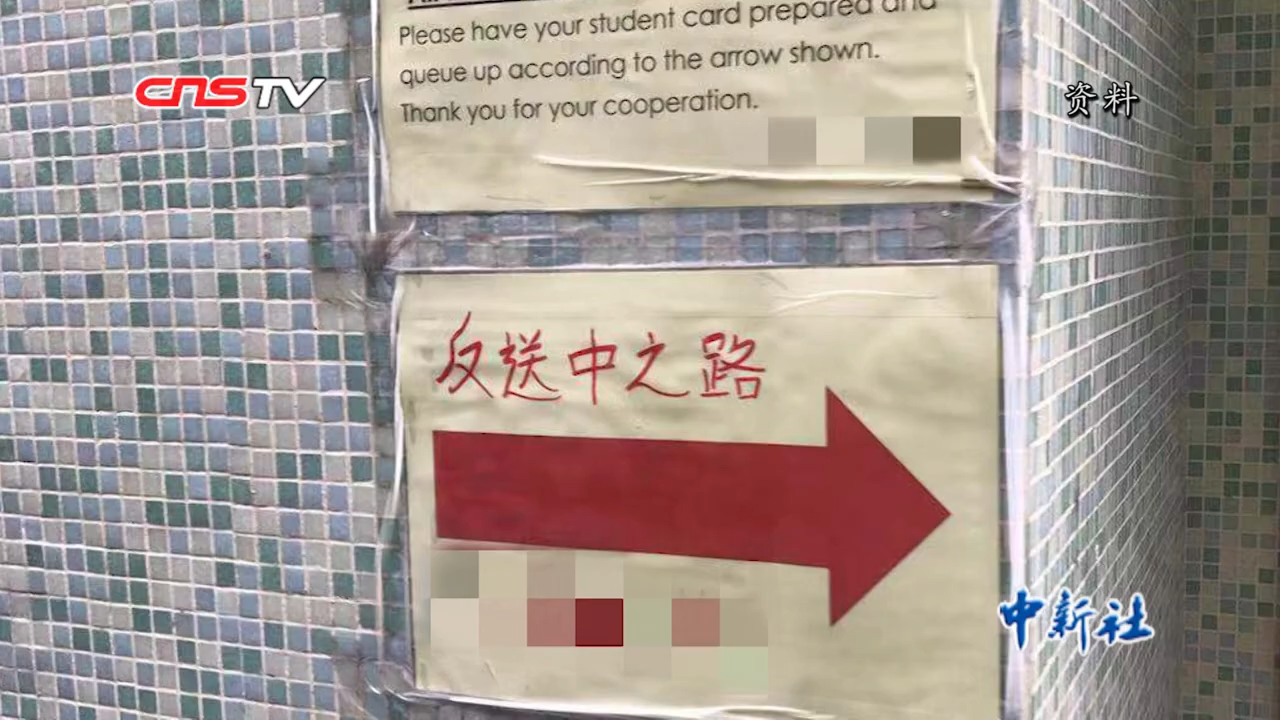 Please have your student card prepared and
queue up according to the arrow shown.
Thank you for your cooperation.
CNSTV
资料
反送中之路
中新社